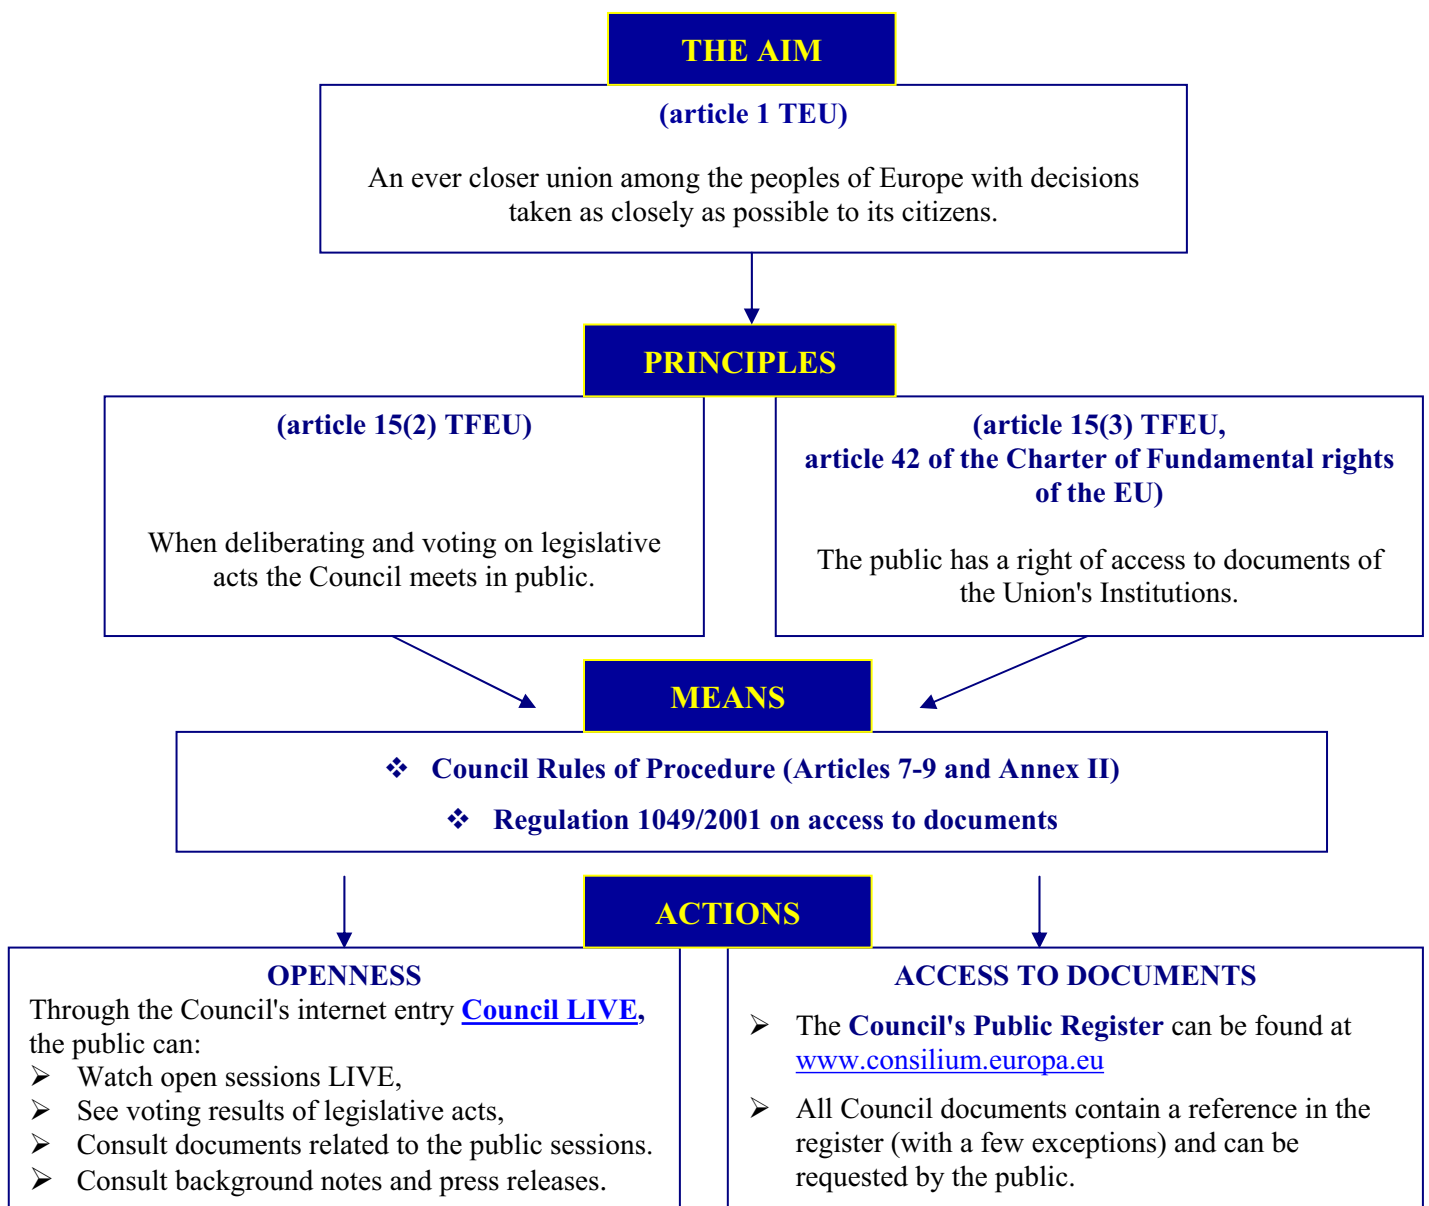 THE AIM
(article 1 TEU)
An ever closer union among the peoples of Europe with decisions
taken as closely as possible to its citizens.
PRINCIPLES
(article 15(2) TFEU)
When deliberating and voting on legislative
acts the Council meets in public.
(article 15(3) TFEU,
article 42 of the Charter of Fundamental rights
of the EU)
The public has a right of access to documents of
the Union's Institutions.
MEANS
❖ Council Rules of Procedure (Articles 7-9 and Annex II)
❖ Regulation 1049/2001 on access to documents
ACTIONS
OPENNESS
Through the Council's internet entry Council LIVE,
the public can:
➢ Watch open sessions LIVE,
➢ See voting results of legislative acts,
➢ Consult documents related to the public sessions.
➢ Consult background notes and press releases.
ACCESS TO DOCUMENTS
➢ The Council's Public Register can be found at
www.consilium.europa.eu
➢ All Council documents contain a reference in the
register (with a few exceptions) and can be
requested by the public.